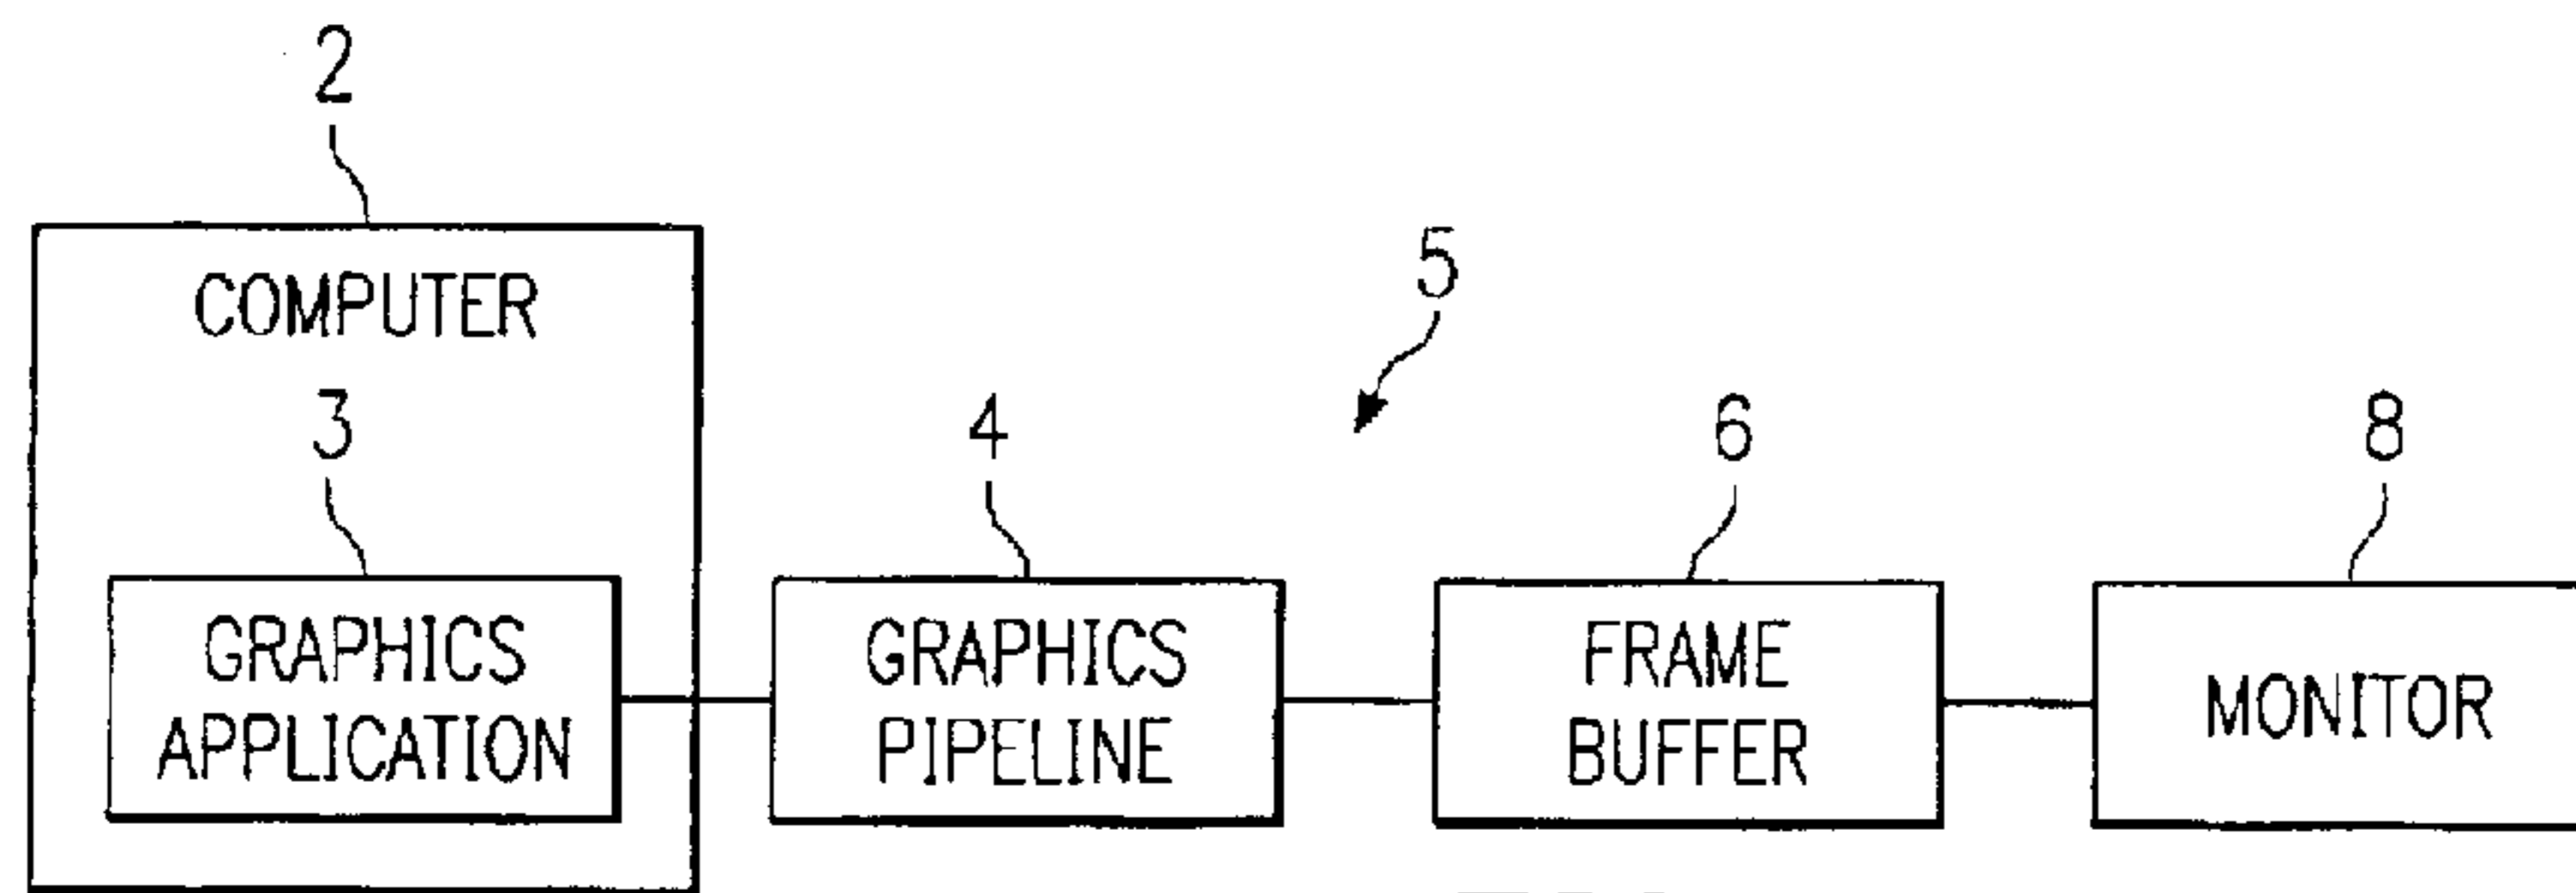 2
COMPUTER
5
3
4
6
8
GRAPHICS
APPLICATION
GRAPHICS
PIPELINE
FRAME
BUFFER
MONITOR